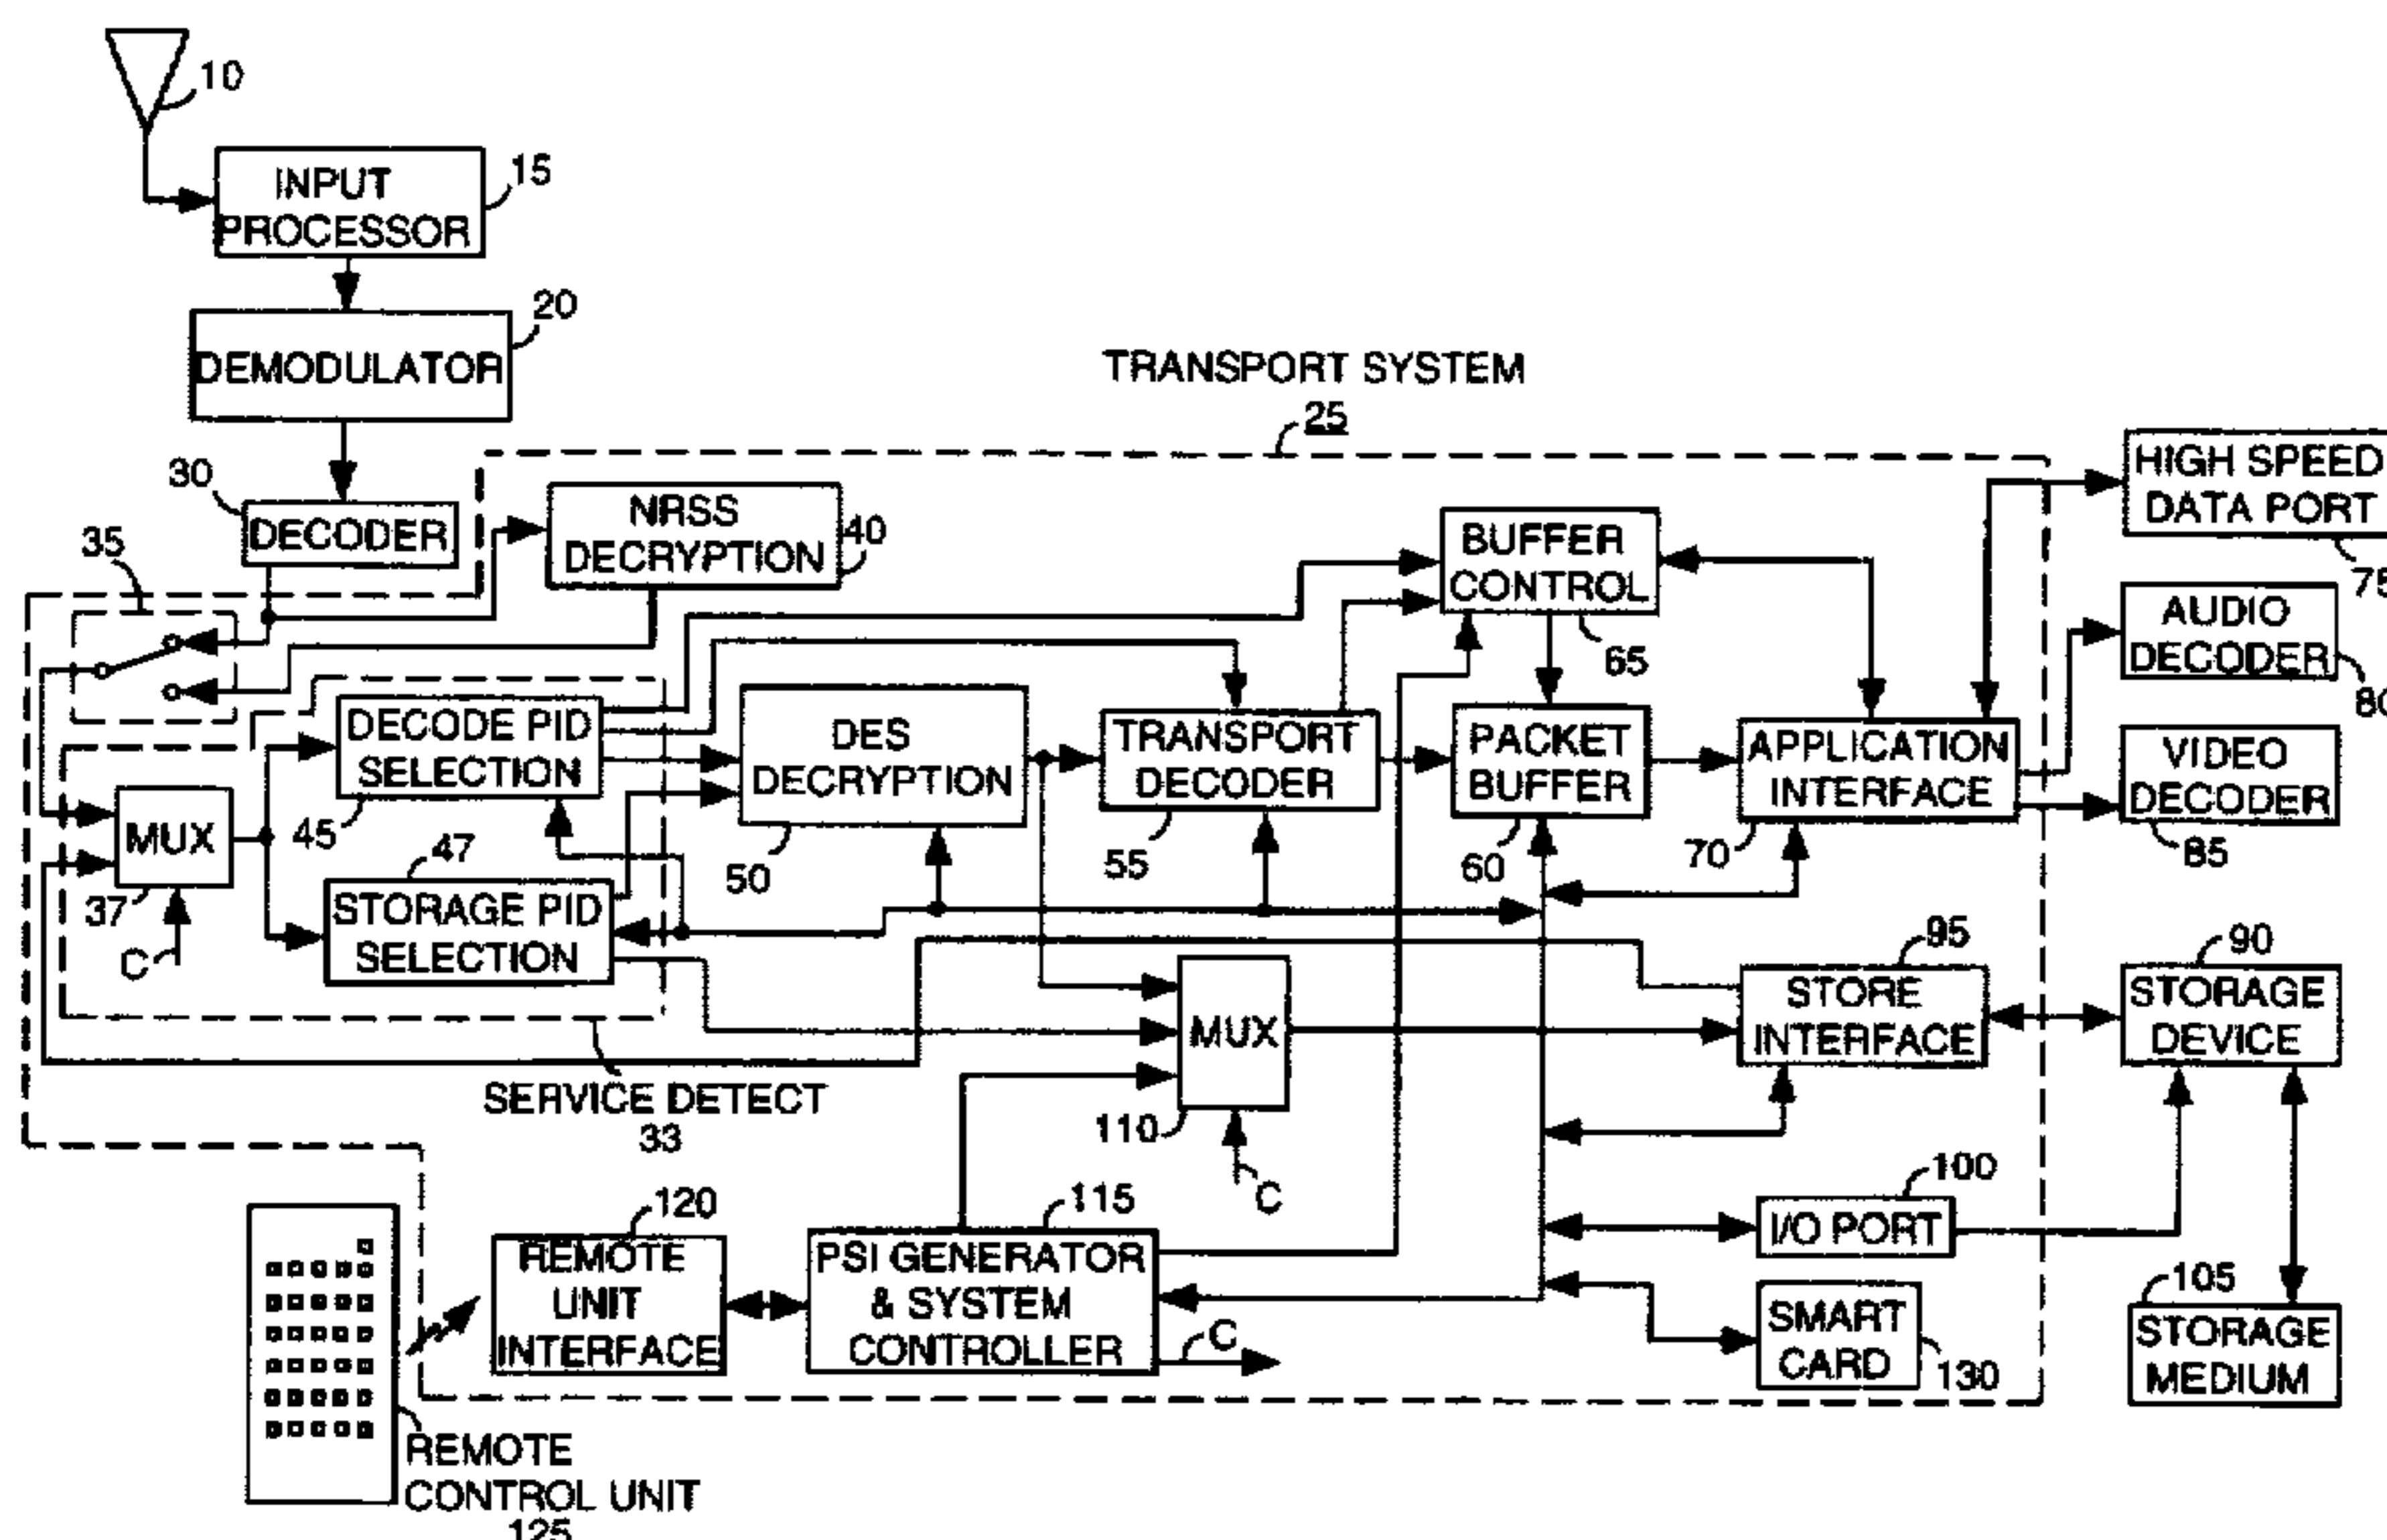 10
INPUT
PROCESSOR
15
DEMODULATOR
20
TRANSPORT SYSTEM
25
30
DECODER
35
NRSS
DECRYPTION
40
BUFFER
CONTROL
65
HIGH SPEED
DATA PORT
75
AUDIO
DECODER
80
DECODE PID
SELECTION
45
DES
DECRYPTION
50
TRANSPORT
DECODER
55
PACKET
BUFFER
60
APPLICATION
INTERFACE
70
VIDEO
DECODER
85
MUX
37
C
47
STORAGE PID
SELECTION
95
STORE
INTERFACE
90
STORAGE
DEVICE
MUX
110
C
SERVICE DETECT
33
100
I/O PORT
105
STORAGE
MEDIUM
120
REMOTE
UNIT
INTERFACE
115
PSI GENERATOR
& SYSTEM
CONTROLLER
C
SMART
CARD
130
REMOTE
CONTROL UNIT
125